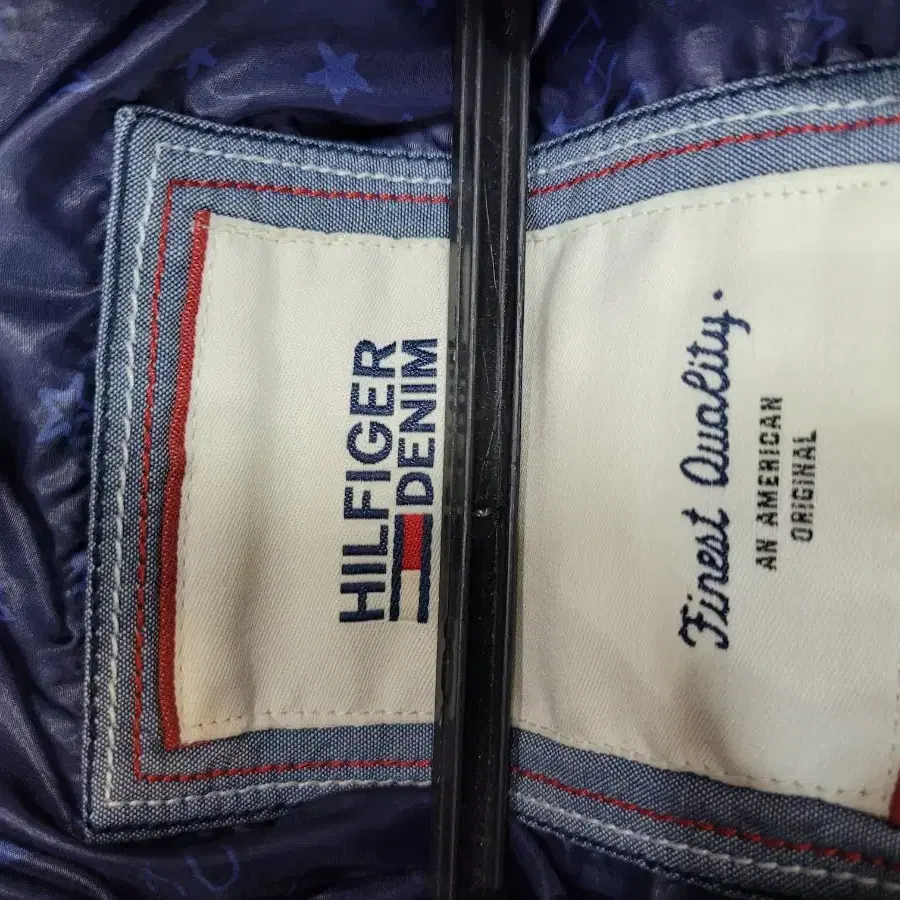 HILFIGER
DENIM
Finest Quality.
AN AMERICAN
ORIGINAL